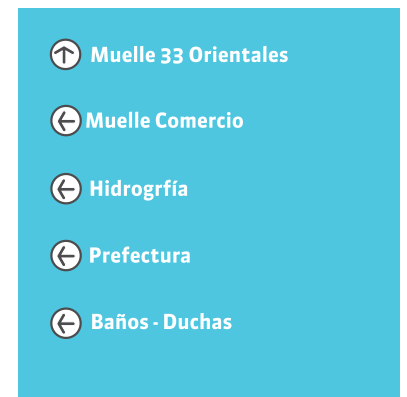 Muelle 33 Orientales
Muelle Comercio
Hidrogrfía
Prefectura
Baños - Duchas